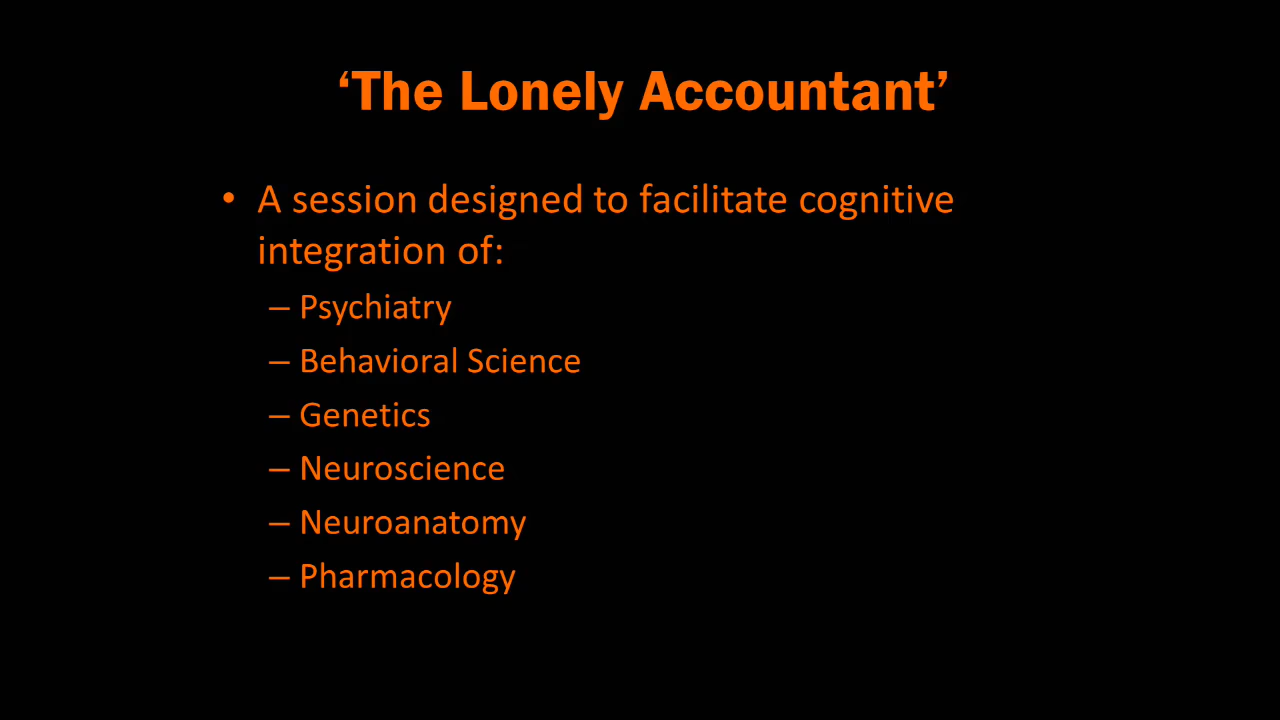 ‘The Lonely Accountant’
• A session designed to facilitate cognitive
integration of:
– Psychiatry
– Behavioral Science
– Genetics
– Neuroscience
– Neuroanatomy
– Pharmacology